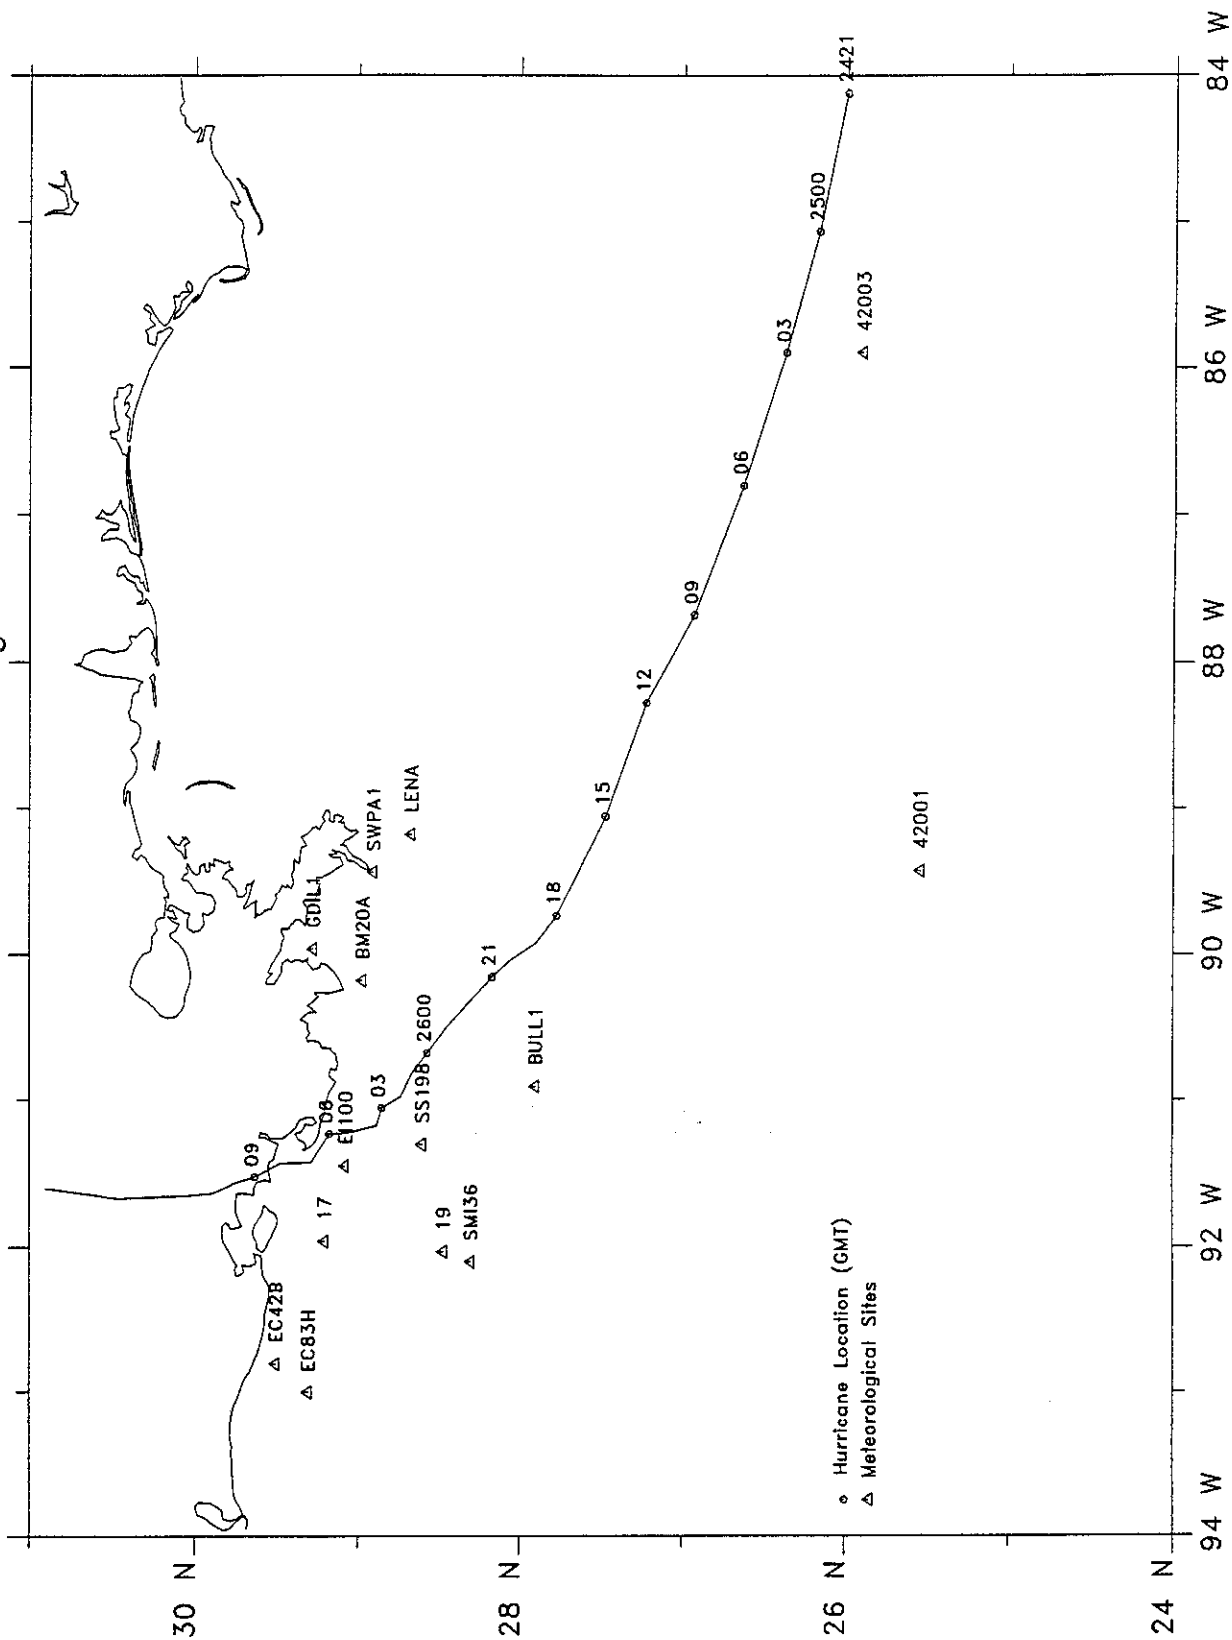 30 N
28 N
26 N
24 N
94 W
92 W
90 W
88 W
86 W
84 W
2421
2500
03
06
09
12
15
18
21
2600
03
06
09
42003
42001
LENA
SWPA1
GDIL1
BM20A
BULL1
SS198
EI100
17
19
SMI36
EC42B
EC83H
Hurricane Location (GMT)
Meteorological Sites